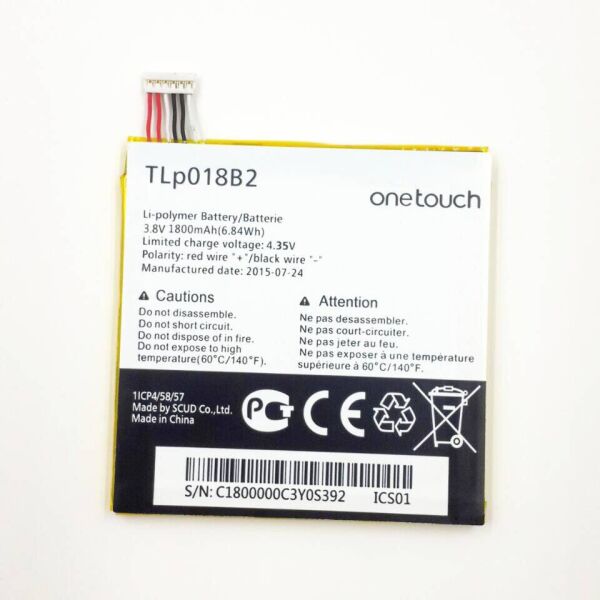 TLp018B2
onetouch
Li-polymer Battery/Batterie
3.8V 1800mAh(6.84Wh)
Limited charge voltage: 4.35V
Polarity: red wire "+"/black wire "-"
Manufactured date: 2015-07-24
Cautions
Do not disassemble.
Do not short circuit.
Do not dispose of in fire.
Do not expose to high
temperature(60°C/140°F).
Attention
Ne pas desassembler.
Ne pas court-circuiter.
Ne pas jeter au feu.
Ne pas exposer à une température
supérieure à 60°C/140°F.
1ICP4/58/57
Made by SCUD Co.,Ltd.
Made in China
PCT
CE
S/N: C1800000C3Y0S392
ICS01